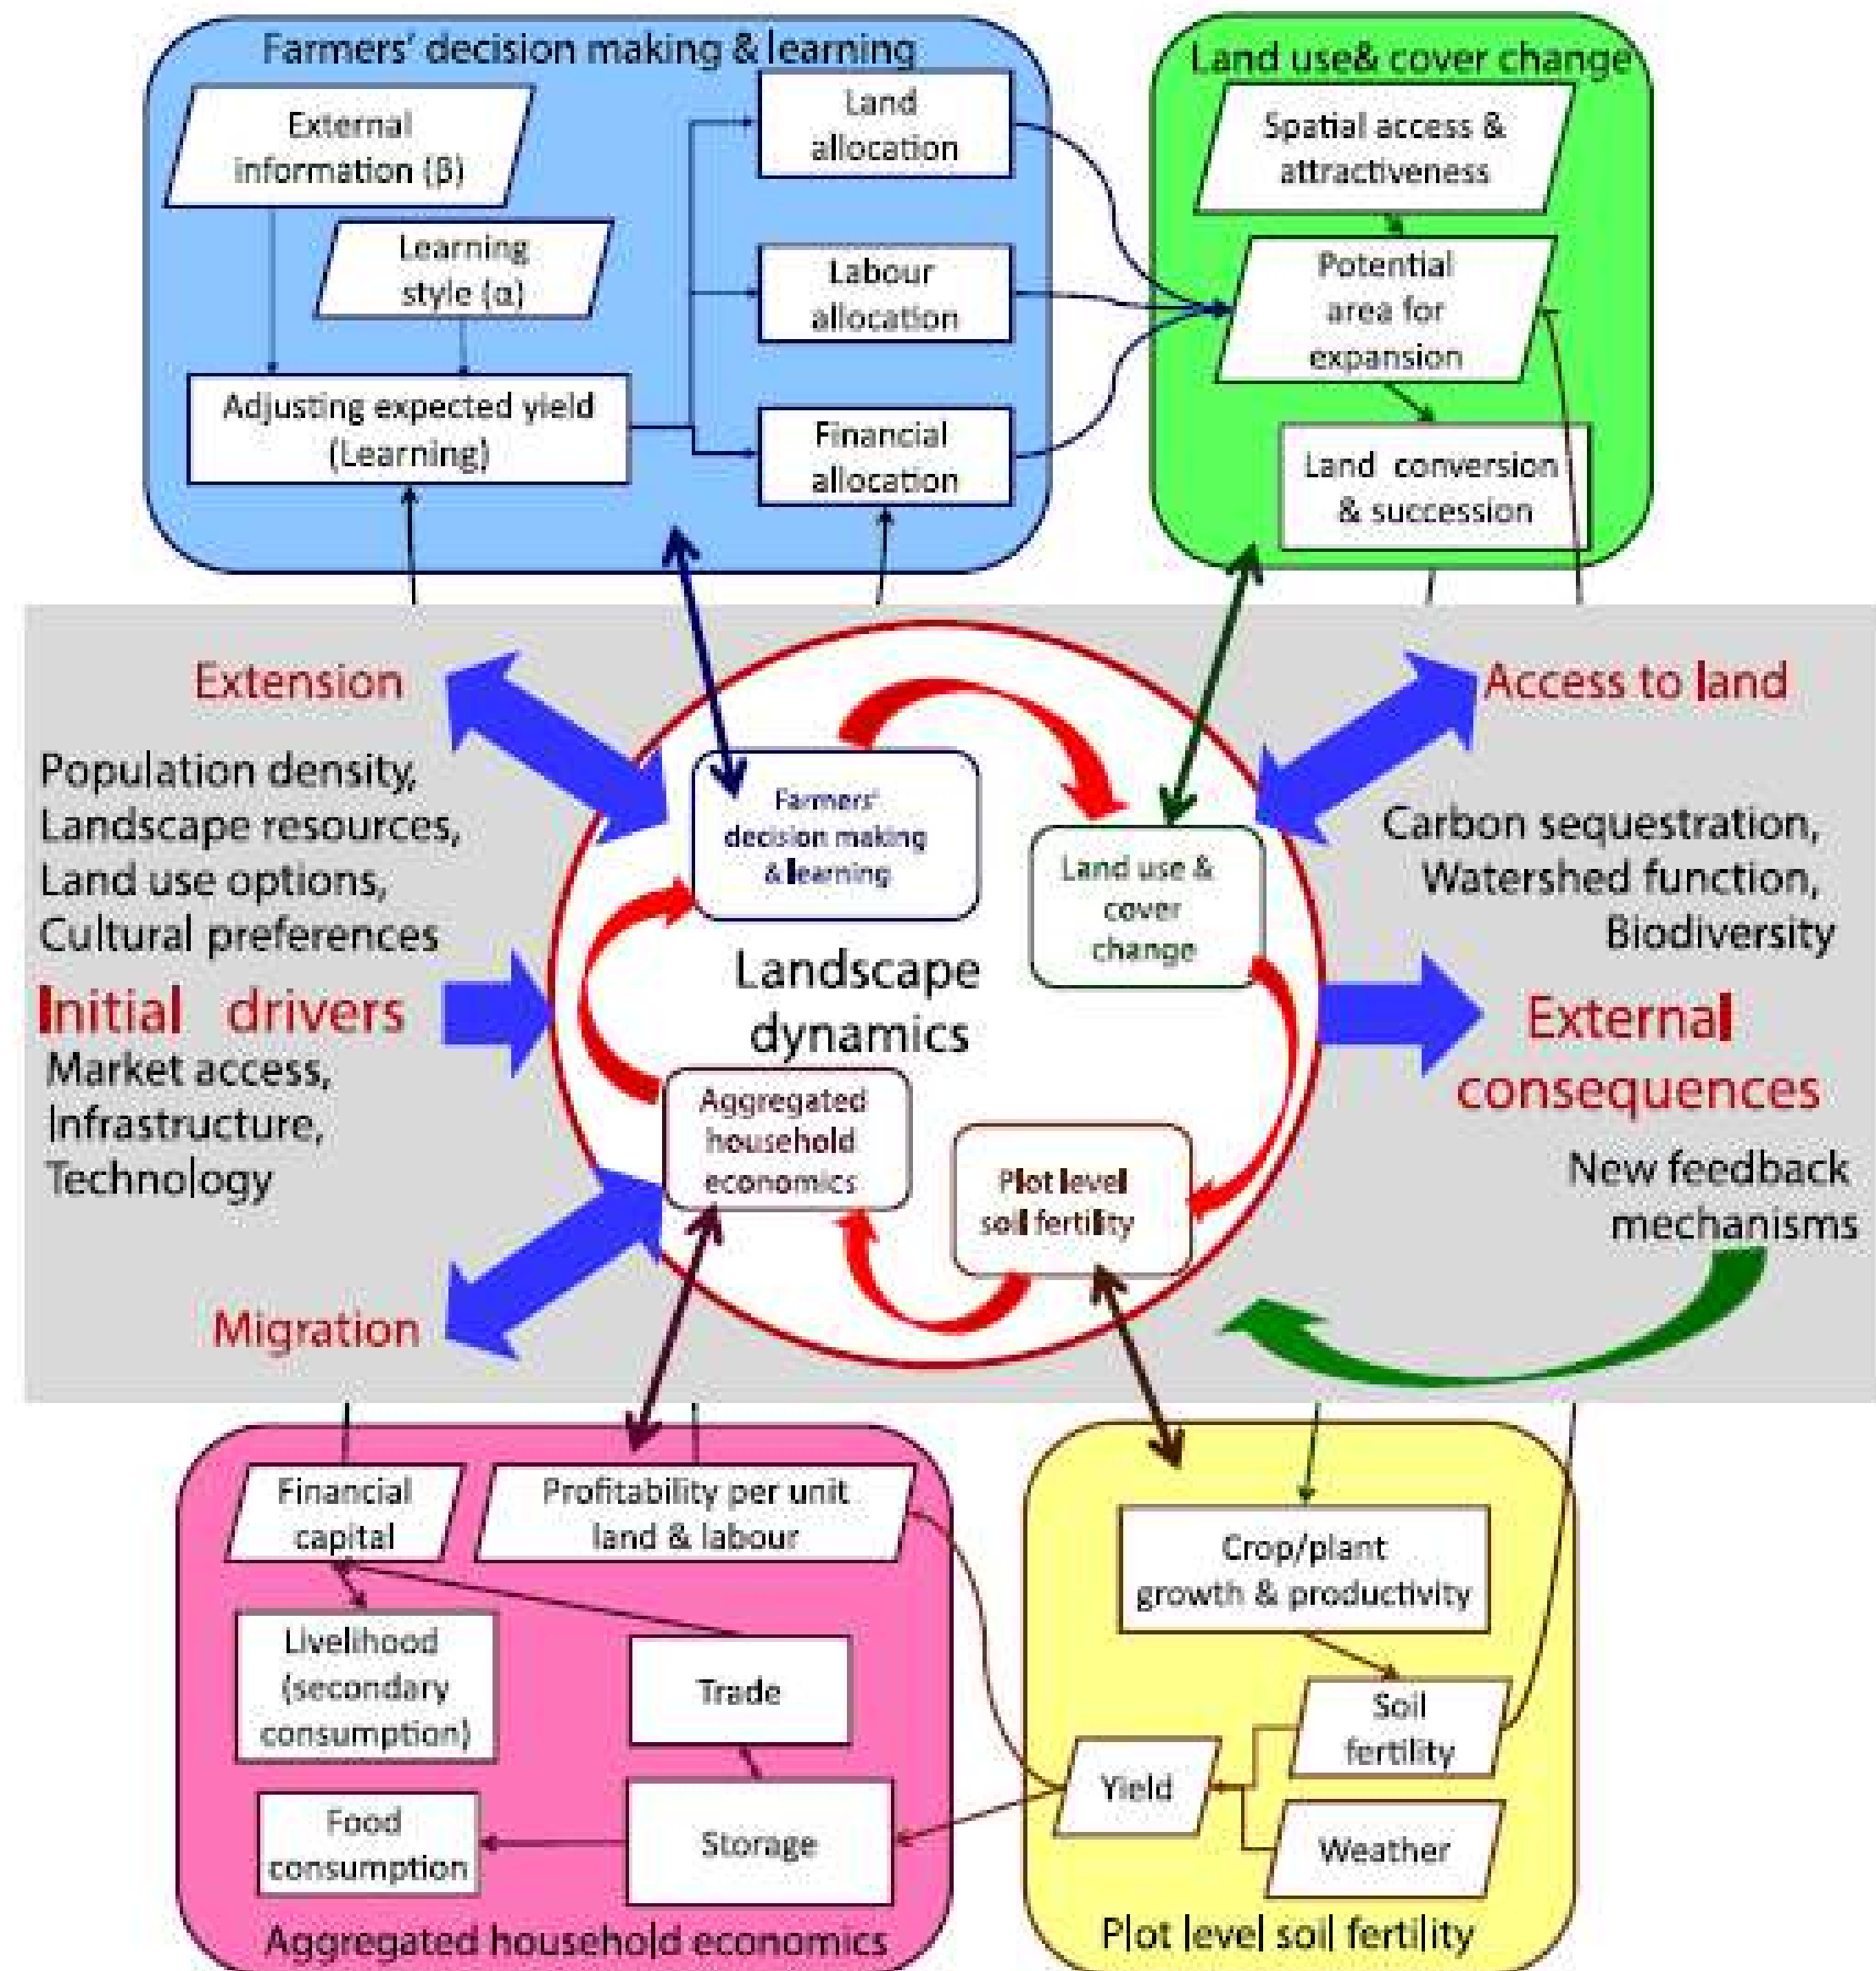 Farmers' decision making & learning
External
information (β)
Learning
style (α)
Adjusting expected yield
(Learning)
Land
allocation
Labour
allocation
Financial
allocation
Land use& cover change
Spatial access &
attractiveness
Potential
area for
expansion
Land conversion
& succession
Extension
Population density,
Landscape resources,
Land use options,
Cultural preferences
Initial drivers
Market access,
Infrastructure,
Technology
Migration
Farmers'
decision making
& learning
Land use &
cover
change
Landscape
dynamics
Aggregated
household
economics
Plot level
soil fertility
Access to land
Carbon sequestration,
Watershed function,
Biodiversity
External
consequences
New feedback
mechanisms
Financial
capital
Profitability per unit
land & labour
Livelihood
(secondary
consumption)
Trade
Food
consumption
Storage
Aggregated household economics
Crop/plant
growth & productivity
Soil
fertility
Yield
Weather
Plot level soil fertility